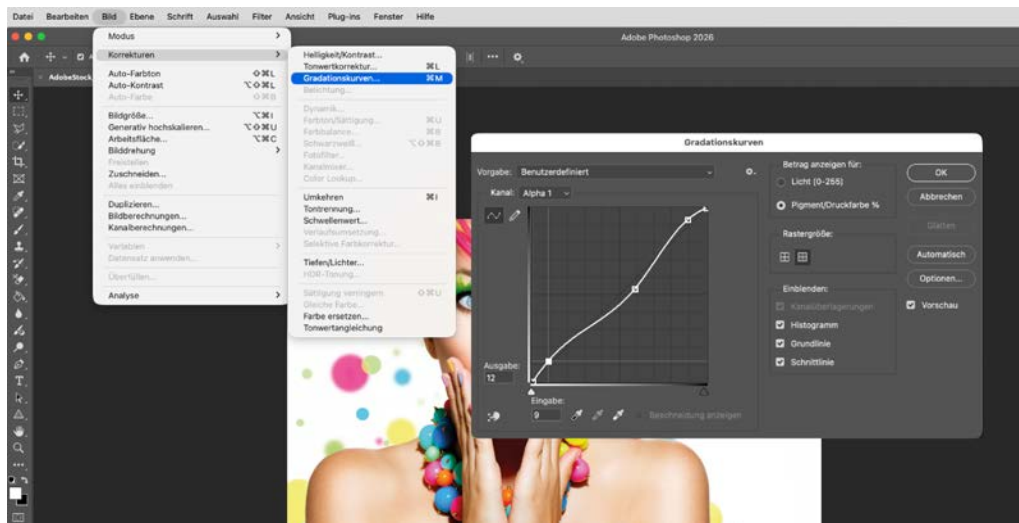 Datei Bearbeiten Bild Ebene Schrift Auswahl Filter Ansicht Plug-ins Fenster Hilfe
Adobe Photoshop 2026
AdobeStock
Modus
Korrekturen
Auto-Farbton ⇧⌘L
Auto-Kontrast ⌥⇧⌘L
Auto-Farbe ⇧⌘B
Bildgröße... ⌥⌘I
Generativ hochskalieren... ⌥⇧⌘U
Arbeitsfläche... ⌥⌘C
Bilddrehung
Freistellen
Zuschneiden...
Alles einblenden
Duplizieren...
Bildberechnungen...
Kanalberechnungen...
Variablen
Datensatz anwenden...
Überfüllen...
Analyse
Helligkeit/Kontrast...
Tonwertkorrektur... ⌘L
Gradationskurven... ⌘M
Belichtung...
Dynamik...
Farbton/Sättigung... ⌘U
Farbbalance... ⌘B
Schwarzweiß... ⌥⇧⌘B
Fotofilter...
Kanalmixer...
Color Lookup...
Umkehren ⌘I
Tontrennung...
Schwellenwert...
Verlaufsumsetzung...
Selektive Farbkorrektur...
Tiefen/Lichter...
HDR-Tonung...
Sättigung verringern ⇧⌘U
Gleiche Farbe...
Farbe ersetzen...
Tonwertangleichung
Gradationskurven
Vorgabe: Benutzerdefiniert
Kanal: Alpha 1
Ausgabe:
12
Eingabe:
9
Beschneidung anzeigen
Betrag anzeigen für:
Licht (0-255)
Pigment/Druckfarbe %
Rastergröße:
Einblenden:
Kanalüberlagerungen
Histogramm
Grundlinie
Schnittlinie
OK
Abbrechen
Glätten
Automatisch
Optionen...
Vorschau